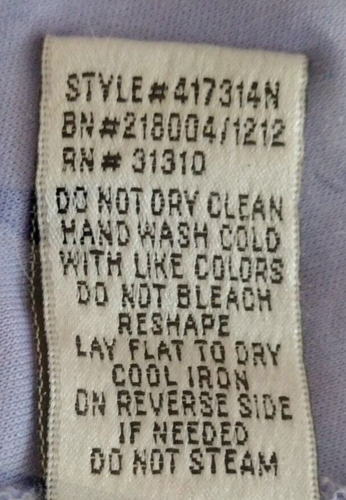 STYLE#417314N
BN#218004/1212
RN# 31310
DO NOT DRY CLEAN
HAND WASH COLD
WITH LIKE COLORS
DO NOT BLEACH
RESHAPE
LAY FLAT TO DRY
COOL IRON
ON REVERSE SIDE
IF NEEDED
DO NOT STEAM